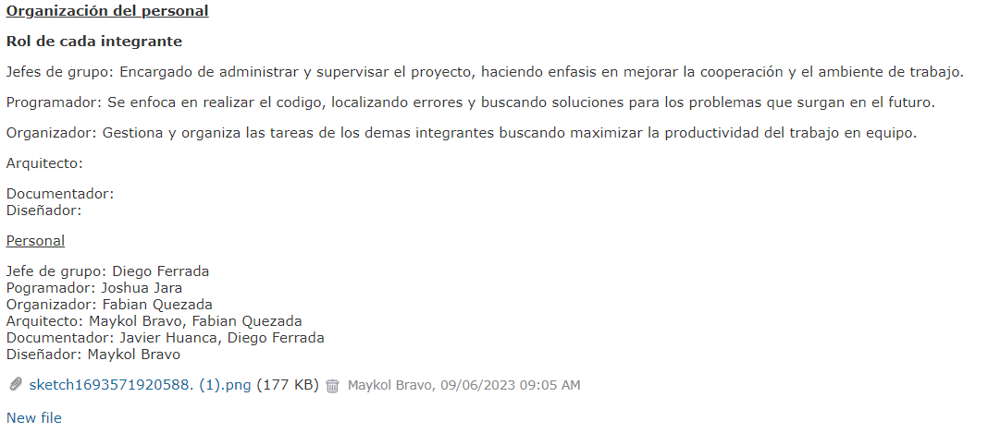 Organización del personal
Rol de cada integrante
Jefes de grupo: Encargado de administrar y supervisar el proyecto, haciendo enfasis en mejorar la cooperación y el ambiente de trabajo.
Programador: Se enfoca en realizar el codigo, localizando errores y buscando soluciones para los problemas que surgan en el futuro.
Organizador: Gestiona y organiza las tareas de los demas integrantes buscando maximizar la productividad del trabajo en equipo.
Arquitecto:
Documentador:
Diseñador:
Personal
Jefe de grupo: Diego Ferrada
Pogramador: Joshua Jara
Organizador: Fabian Quezada
Arquitecto: Maykol Bravo, Fabian Quezada
Documentador: Javier Huanca, Diego Ferrada
Diseñador: Maykol Bravo
sketch1693571920588. (1).png (177 KB) Maykol Bravo, 09/06/2023 09:05 AM
New file